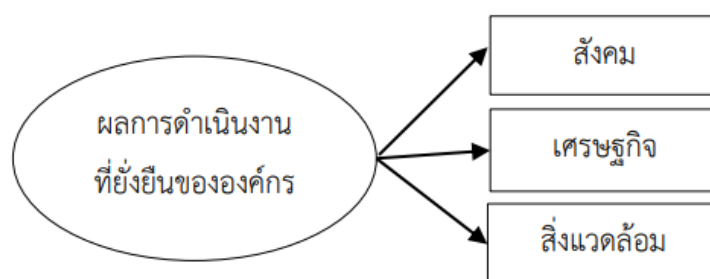 ผลการดำเนินงาน
ที่ยั่งยืนขององค์กร
สังคม
เศรษฐกิจ
สิ่งแวดล้อม